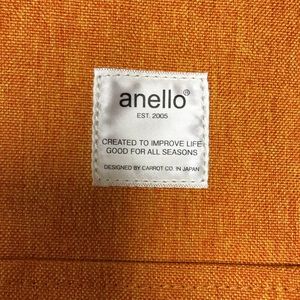 anello®
EST. 2005
CREATED TO IMPROVE LIFE
GOOD FOR ALL SEASONS
DESIGNED BY CARROT CO. IN JAPAN